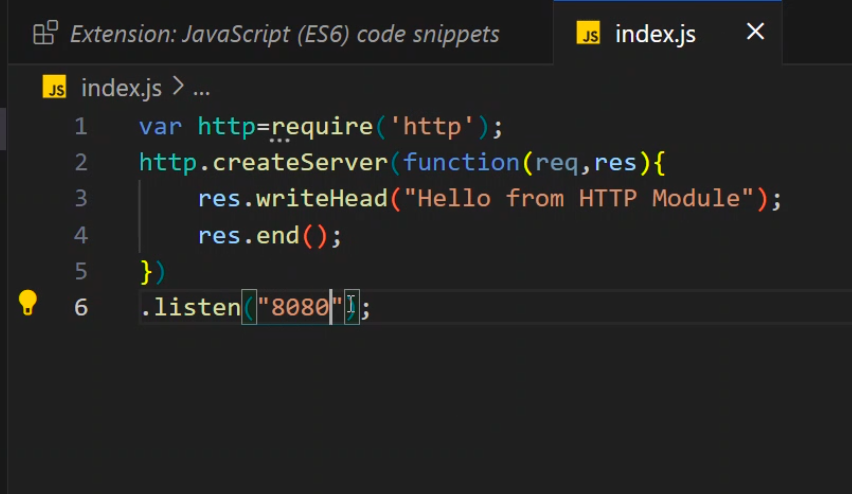 Extension: JavaScript (ES6) code snippets
JS index.js ×
JS index.js > ...
1 var http=require('http');
2 http.createServer(function(req,res){
3 res.writeHead("Hello from HTTP Module");
4 res.end();
5 })
6 .listen("8080");